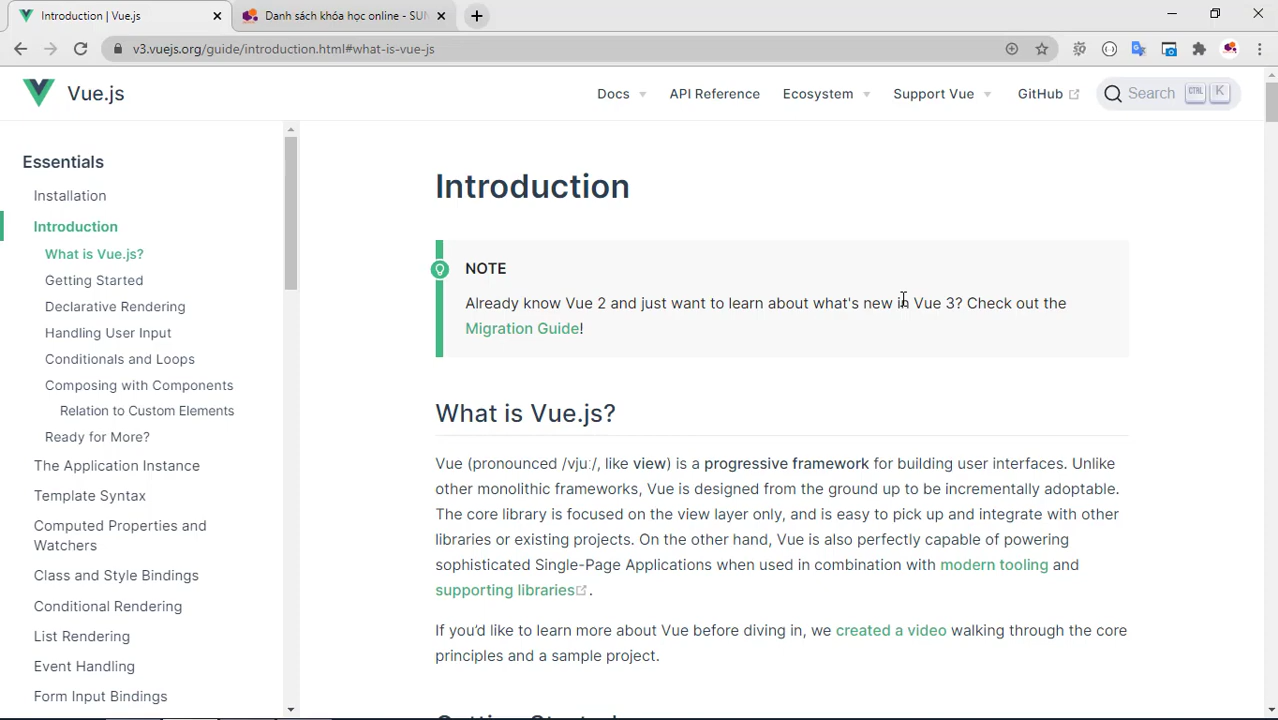 Introduction | Vue.js
Danh sách khóa học online - SUN
v3.vuejs.org/guide/introduction.html#what-is-vue-js
Vue.js
Docs
API Reference
Ecosystem
Support Vue
GitHub
Search
CTRL
K
Essentials
Installation
Introduction
What is Vue.js?
Getting Started
Declarative Rendering
Handling User Input
Conditionals and Loops
Composing with Components
Relation to Custom Elements
Ready for More?
The Application Instance
Template Syntax
Computed Properties and
Watchers
Class and Style Bindings
Conditional Rendering
List Rendering
Event Handling
Form Input Bindings
Introduction
NOTE
Already know Vue 2 and just want to learn about what's new in Vue 3? Check out the
Migration Guide!
What is Vue.js?
Vue (pronounced /vjuː/, like view) is a progressive framework for building user interfaces. Unlike
other monolithic frameworks, Vue is designed from the ground up to be incrementally adoptable.
The core library is focused on the view layer only, and is easy to pick up and integrate with other
libraries or existing projects. On the other hand, Vue is also perfectly capable of powering
sophisticated Single-Page Applications when used in combination with modern tooling and
supporting libraries.
If you'd like to learn more about Vue before diving in, we created a video walking through the core
principles and a sample project.
Getting Started